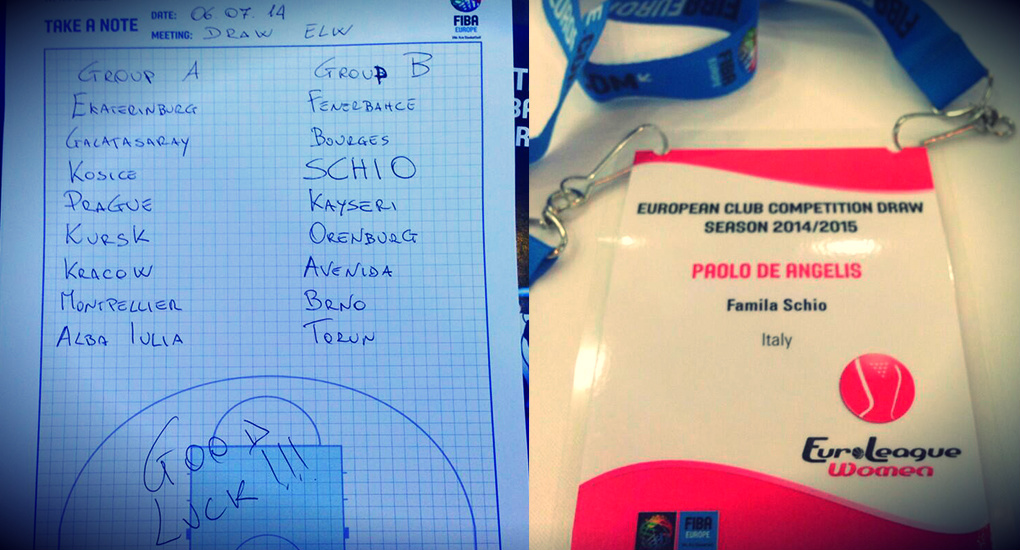 TAKE A NOTE
DATE: 06.07.14
MEETING: DRAW ELW
FIBA
EUROPE
GROUP A
EKATERINBURG
GALATASARAY
KOSICE
PRAGUE
KURSK
KRACOW
MONTPELLIER
ALBA IULIA
GROUP B
FENERBAHCE
BOURGES
SCHIO
KAYSERI
ORENBURG
AVENIDA
BRNO
TORUN
GOOD
LUCK!!!
FIBA
EUROPE
EUROPEAN CLUB COMPETITION DRAW
SEASON 2014/2015
PAOLO DE ANGELIS
Famila Schio
Italy
EuroLeague
Women
FIBA
EUROPE